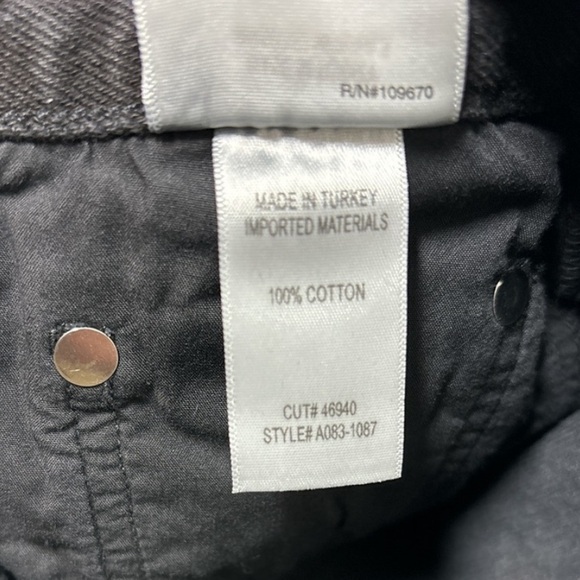 R/N#109670
MADE IN TURKEY
IMPORTED MATERIALS
100% COTTON
CUT# 46940
STYLE# A083-1087